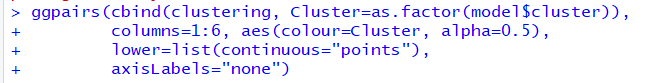 > ggpairs(cbind(clustering, Cluster=as.factor(model$cluster)),
+         columns=1:6, aes(colour=Cluster, alpha=0.5),
+         lower=list(continuous="points"),
+         axisLabels="none")